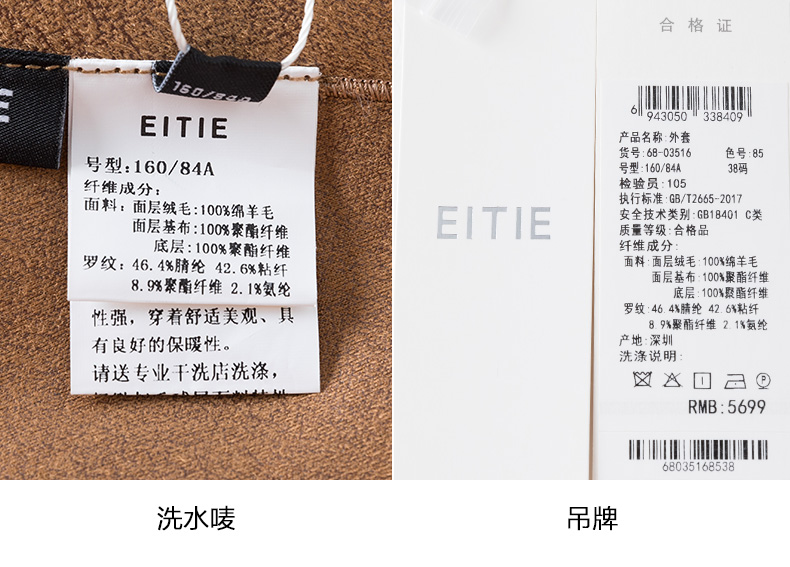 E
160/84A
EITIE
号型:160/84A
纤维成分:
面料: 面层绒毛:100%绵羊毛
面层基布:100%聚酯纤维
底层:100%聚酯纤维
罗纹: 46.4%腈纶 42.6%粘纤
8.9%聚酯纤维 2.1%氨纶
性强，穿着舒适美观、具
有良好的保暖性。
请送专业干洗店洗涤，
洗水唛
EITIE
合格证
6 943050 338409
产品名称:外套
货号:68-03516 色号:85
号型:160/84A 38码
检验员:105
执行标准:GB/T2665-2017
安全技术类别:GB18401 C类
质量等级:合格品
纤维成分:
面料:面层绒毛:100%绵羊毛
面层基布:100%聚酯纤维
底层:100%聚酯纤维
罗纹:46.4%腈纶 42.6%粘纤
8.9%聚酯纤维 2.1%氨纶
产地:深圳
洗涤说明:
RMB:5699
68035168538
吊牌